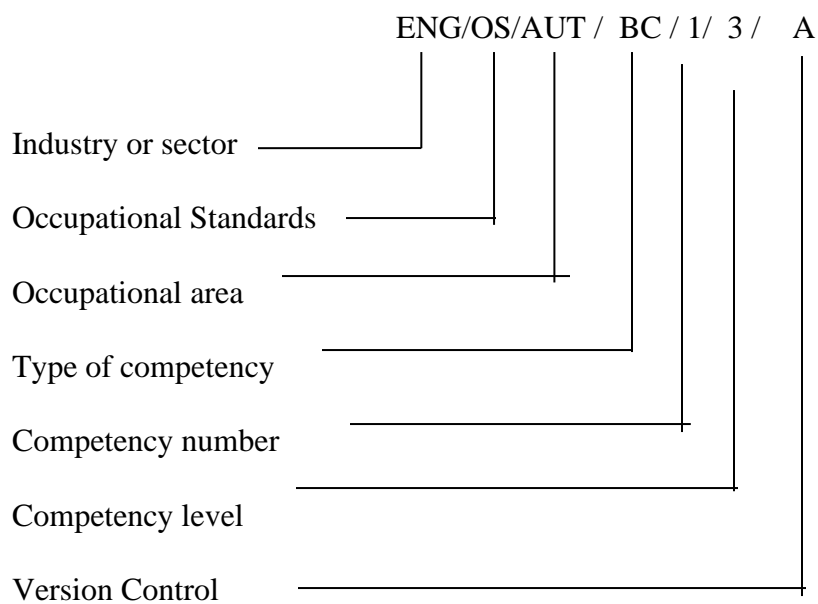 ENG/OS/AUT / BC / 1/ 3 / A
Industry or sector
Occupational Standards
Occupational area
Type of competency
Competency number
Competency level
Version Control